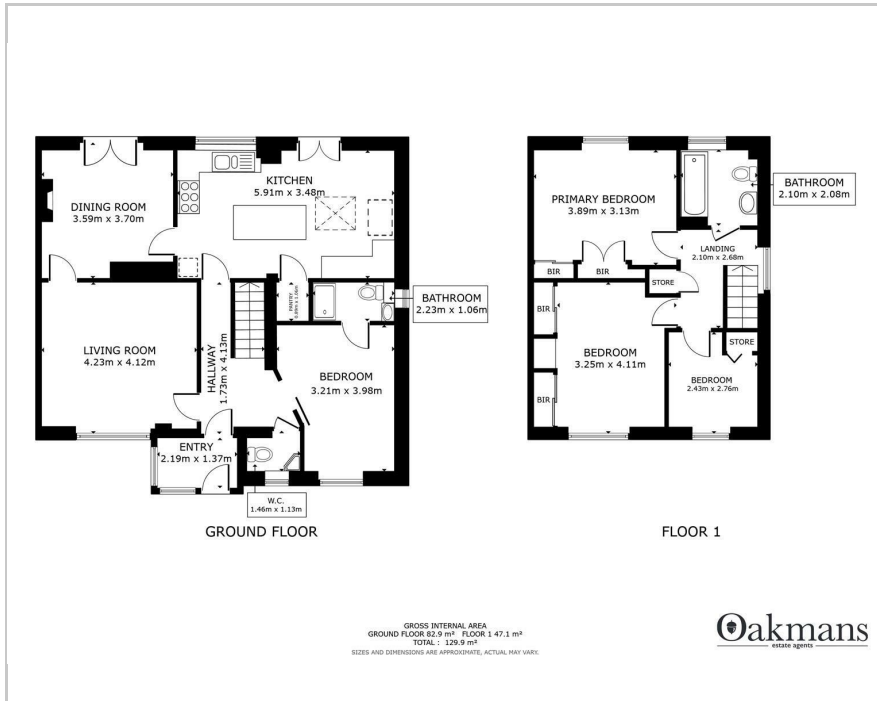 DINING ROOM
3.59m x 3.70m
KITCHEN
5.91m x 3.48m
PANTRY
BATHROOM
2.23m x 1.06m
LIVING ROOM
4.23m x 4.12m
HALLWAY
1.73m x 4.13m
BEDROOM
3.21m x 3.98m
ENTRY
2.19m x 1.37m
W.C.
1.46m x 1.13m
GROUND FLOOR
PRIMARY BEDROOM
3.89m x 3.13m
BATHROOM
2.10m x 2.08m
LANDING
2.10m x 2.68m
BIR
BIR
STORE
BIR
BEDROOM
3.25m x 4.11m
BIR
STORE
BEDROOM
2.43m x 2.76m
FLOOR 1
GROSS INTERNAL AREA
GROUND FLOOR 82.9 m² FLOOR 1 47.1 m²
TOTAL : 129.9 m²
SIZES AND DIMENSIONS ARE APPROXIMATE, ACTUAL MAY VARY.
Oakmans
estate agents